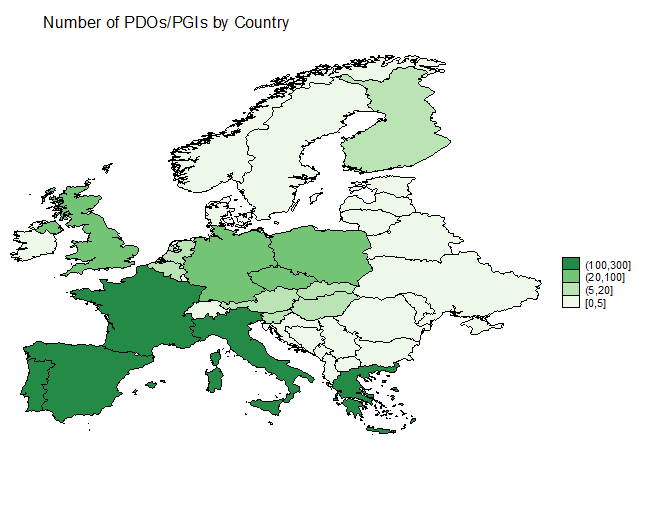 Number of PDOs/PGIs by Country
(100,300]
(20,100]
(5,20]
[0,5]